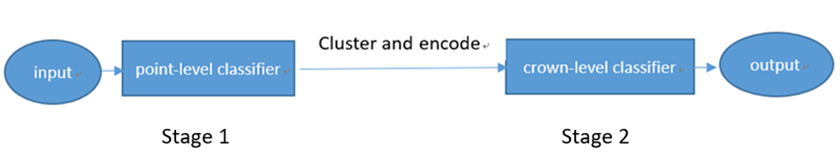 Cluster and encode
input
point-level classifier
crown-level classifier
output
Stage 1
Stage 2